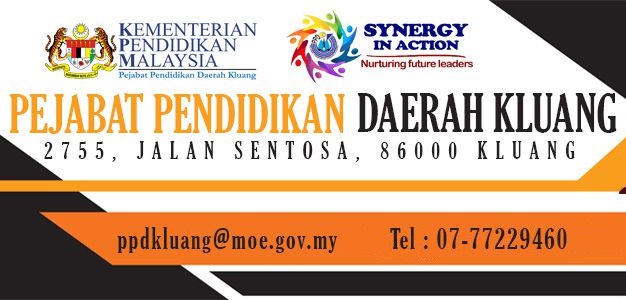 KEMENTERIAN
PENDIDIKAN
MALAYSIA
Pejabat Pendidikan Daerah Kluang
SYNERGY
IN ACTION
Nurturing future leaders
PEJABAT PENDIDIKAN DAERAH KLUANG
2755, JALAN SENTOSA, 86000 KLUANG
ppdkluang@moe.gov.my Tel : 07-77229460